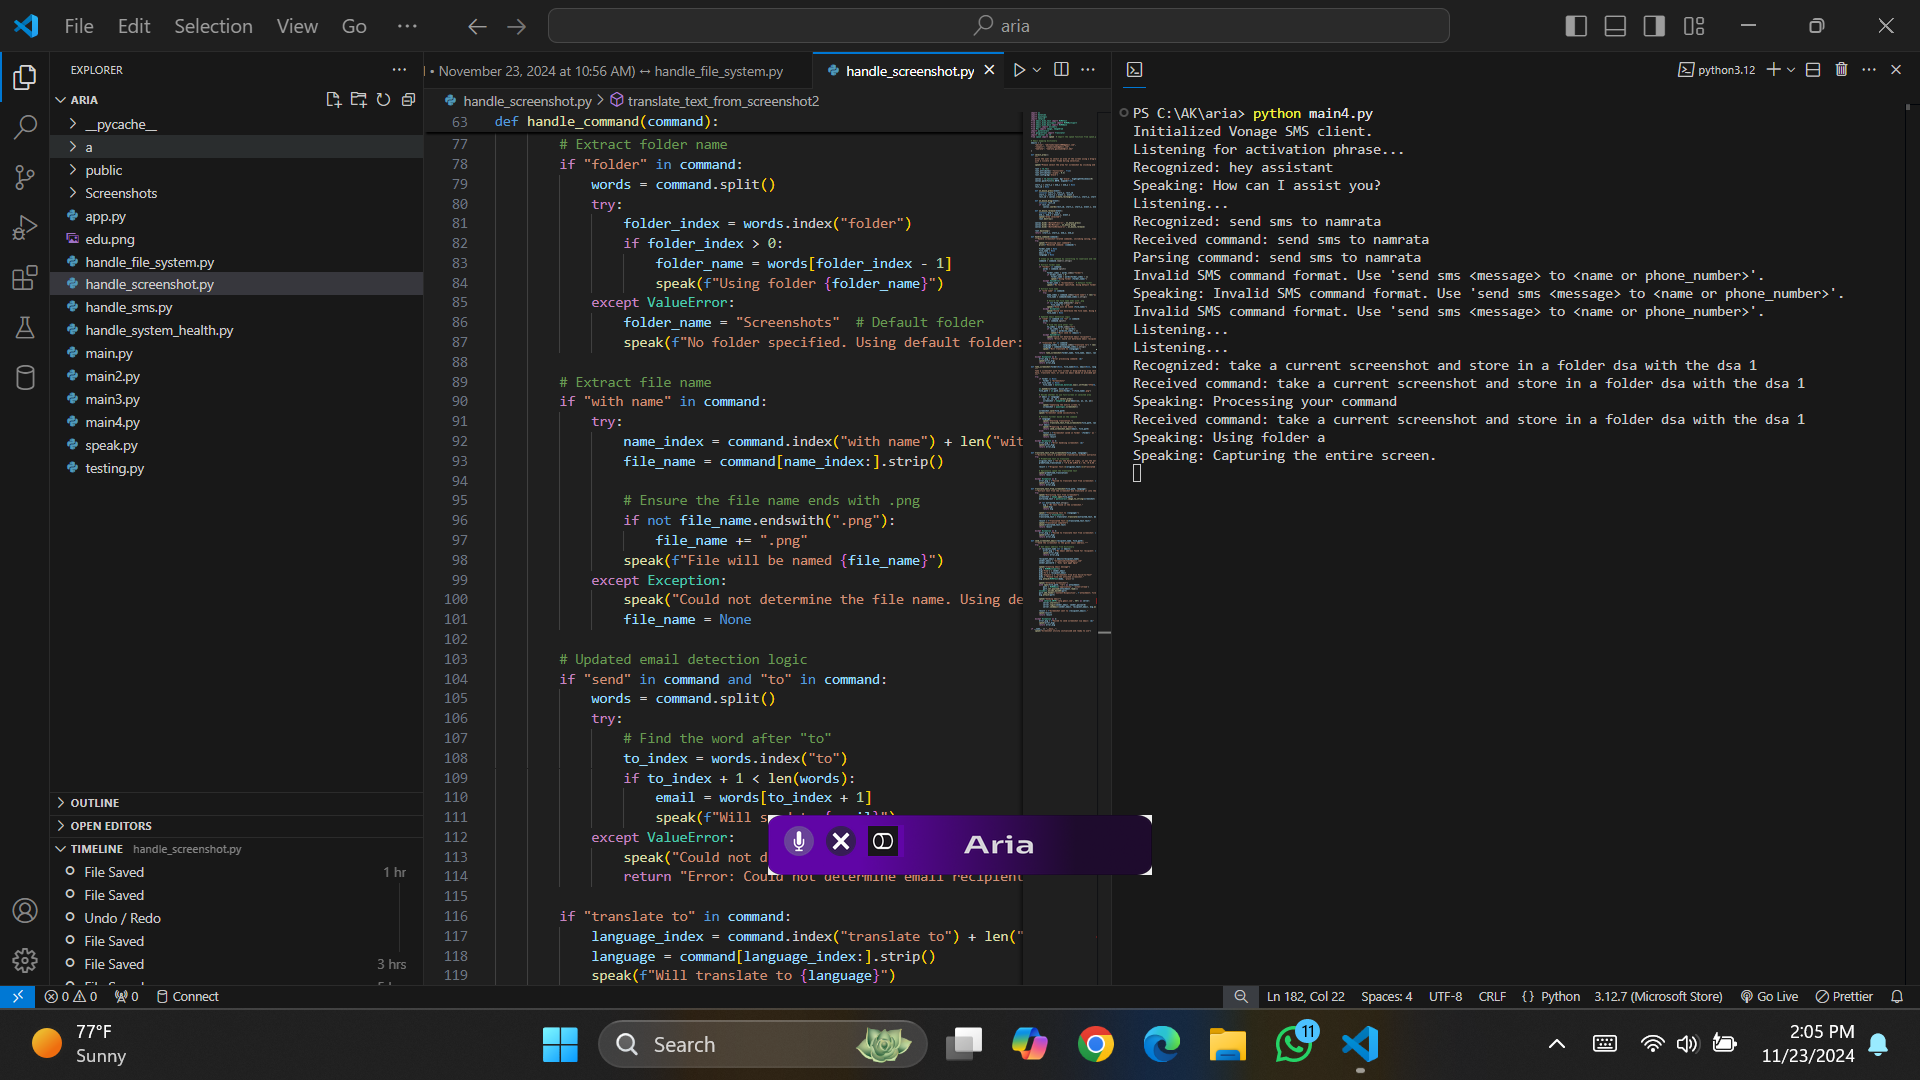 File Edit Selection View Go ··· aria
EXPLORER
ARIA
__pycache__
a
public
Screenshots
app.py
edu.png
handle_file_system.py
handle_screenshot.py
handle_sms.py
handle_system_health.py
main.py
main2.py
main3.py
main4.py
speak.py
testing.py
OUTLINE
OPEN EDITORS
TIMELINE handle_screenshot.py
File Saved 1 hr
File Saved
Undo / Redo
File Saved
File Saved 3 hrs
• November 23, 2024 at 10:56 AM) ↔ handle_file_system.py
handle_screenshot.py
handle_screenshot.py > translate_text_from_screenshot2
63 def handle_command(command):
77 # Extract folder name
78 if "folder" in command:
79 words = command.split()
80 try:
81 folder_index = words.index("folder")
82 if folder_index > 0:
83 folder_name = words[folder_index - 1]
84 speak(f"Using folder {folder_name}")
85 except ValueError:
86 folder_name = "Screenshots" # Default folder
87 speak(f"No folder specified. Using default folder:
88
89 # Extract file name
90 if "with name" in command:
91 try:
92 name_index = command.index("with name") + len("wit
93 file_name = command[name_index:].strip()
94
95 # Ensure the file name ends with .png
96 if not file_name.endswith(".png"):
97 file_name += ".png"
98 speak(f"File will be named {file_name}")
99 except Exception:
100 speak("Could not determine the file name. Using de
101 file_name = None
102
103 # Updated email detection logic
104 if "send" in command and "to" in command:
105 words = command.split()
106 try:
107 # Find the word after "to"
108 to_index = words.index("to")
109 if to_index + 1 < len(words):
110 email = words[to_index + 1]
111 speak(f"Will s
112 except ValueError:
113 speak("Could not d
114 return "Error: Could not determine email recipient
115
116 if "translate to" in command:
117 language_index = command.index("translate to") + len("
118 language = command[language_index:].strip()
119 speak(f"Will translate to {language}")
Aria
python3.12
PS C:\AK\aria> python main4.py
Initialized Vonage SMS client.
Listening for activation phrase...
Recognized: hey assistant
Speaking: How can I assist you?
Listening...
Recognized: send sms to namrata
Received command: send sms to namrata
Parsing command: send sms to namrata
Invalid SMS command format. Use 'send sms <message> to <name or phone_number>'.
Speaking: Invalid SMS command format. Use 'send sms <message> to <name or phone_number>'.
Invalid SMS command format. Use 'send sms <message> to <name or phone_number>'.
Listening...
Listening...
Recognized: take a current screenshot and store in a folder dsa with the dsa 1
Received command: take a current screenshot and store in a folder dsa with the dsa 1
Speaking: Processing your command
Received command: take a current screenshot and store in a folder dsa with the dsa 1
Speaking: Using folder a
Speaking: Capturing the entire screen.
0 0 0 Connect Ln 182, Col 22 Spaces: 4 UTF-8 CRLF {} Python 3.12.7 (Microsoft Store) Go Live Prettier
77°F
Sunny
Search
11
2:05 PM
11/23/2024